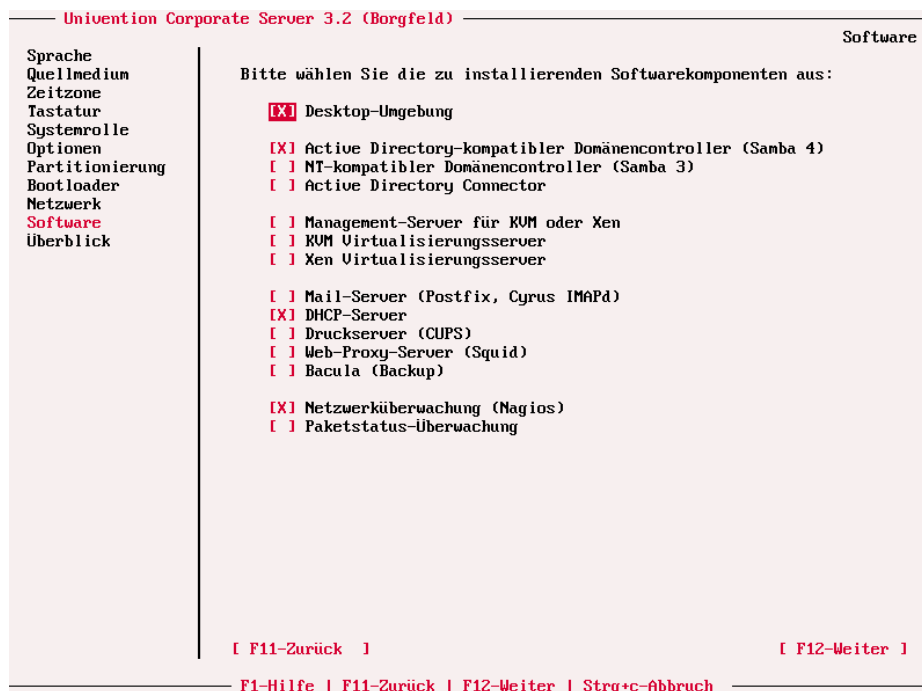 Univention Corporate Server 3.2 (Borgfeld)
Software
Sprache
Quellmedium
Zeitzone
Tastatur
Systemrolle
Optionen
Partitionierung
Bootloader
Netzwerk
Software
Überblick
Bitte wählen Sie die zu installierenden Softwarekomponenten aus:
[X] Desktop-Umgebung
[X] Active Directory-kompatibler Domänencontroller (Samba 4)
[ ] NT-kompatibler Domänencontroller (Samba 3)
[ ] Active Directory Connector
[ ] Management-Server für KVM oder Xen
[ ] KVM Virtualisierungsserver
[ ] Xen Virtualisierungsserver
[ ] Mail-Server (Postfix, Cyrus IMAPd)
[X] DHCP-Server
[ ] Druckserver (CUPS)
[ ] Web-Proxy-Server (Squid)
[ ] Bacula (Backup)
[X] Netzwerküberwachung (Nagios)
[ ] Paketstatus-Überwachung
[ F11-Zurück ]
[ F12-Weiter ]
F1-Hilfe | F11-Zurück | F12-Weiter | Strg+c-Abbruch